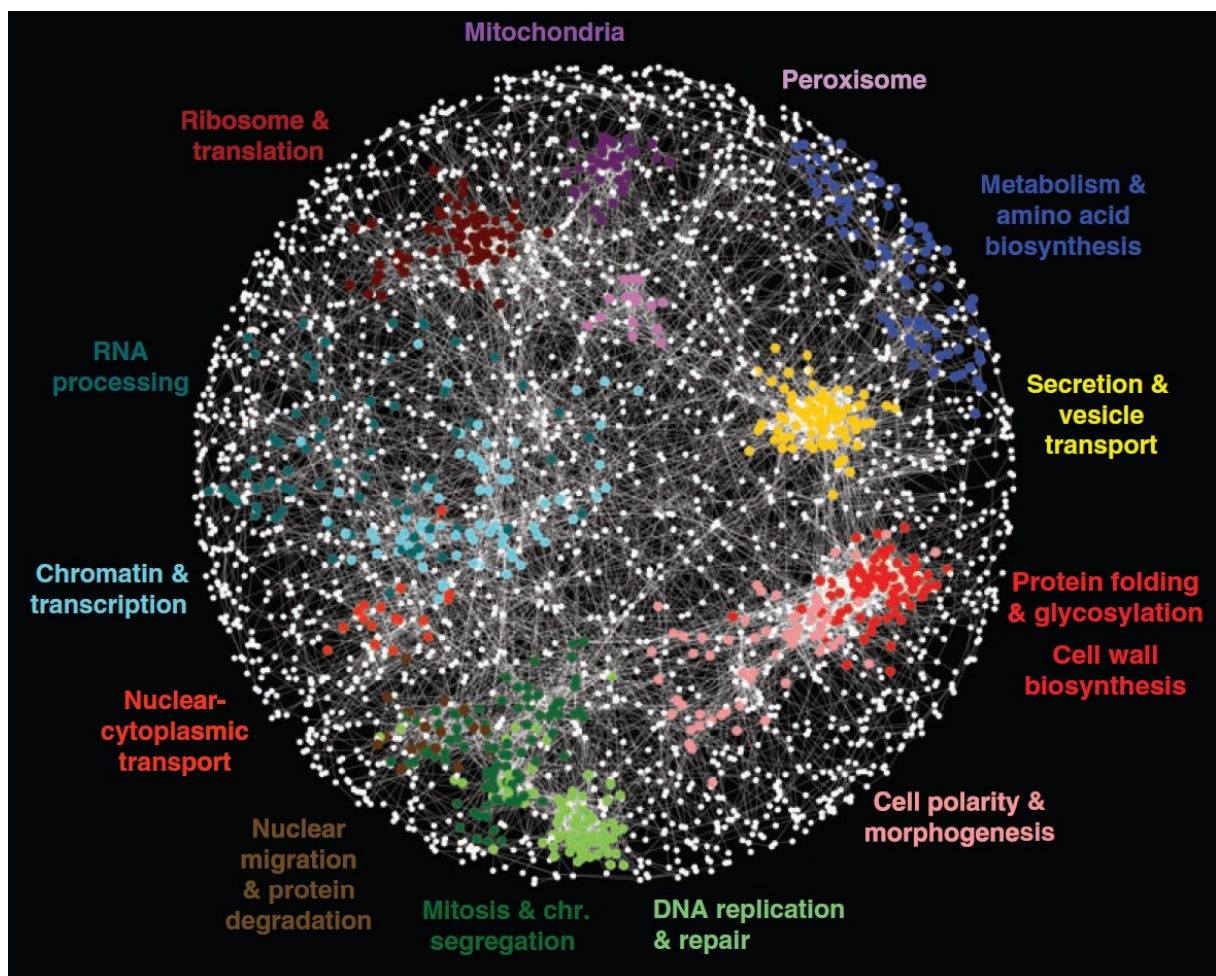 Mitochondria
Peroxisome
Ribosome &
translation
Metabolism &
amino acid
biosynthesis
RNA
processing
Secretion &
vesicle
transport
Chromatin &
transcription
Protein folding
& glycosylation
Cell wall
biosynthesis
Nuclear-
cytoplasmic
transport
Cell polarity &
morphogenesis
Nuclear
migration
& protein
degradation
Mitosis & chr.
segregation
DNA replication
& repair